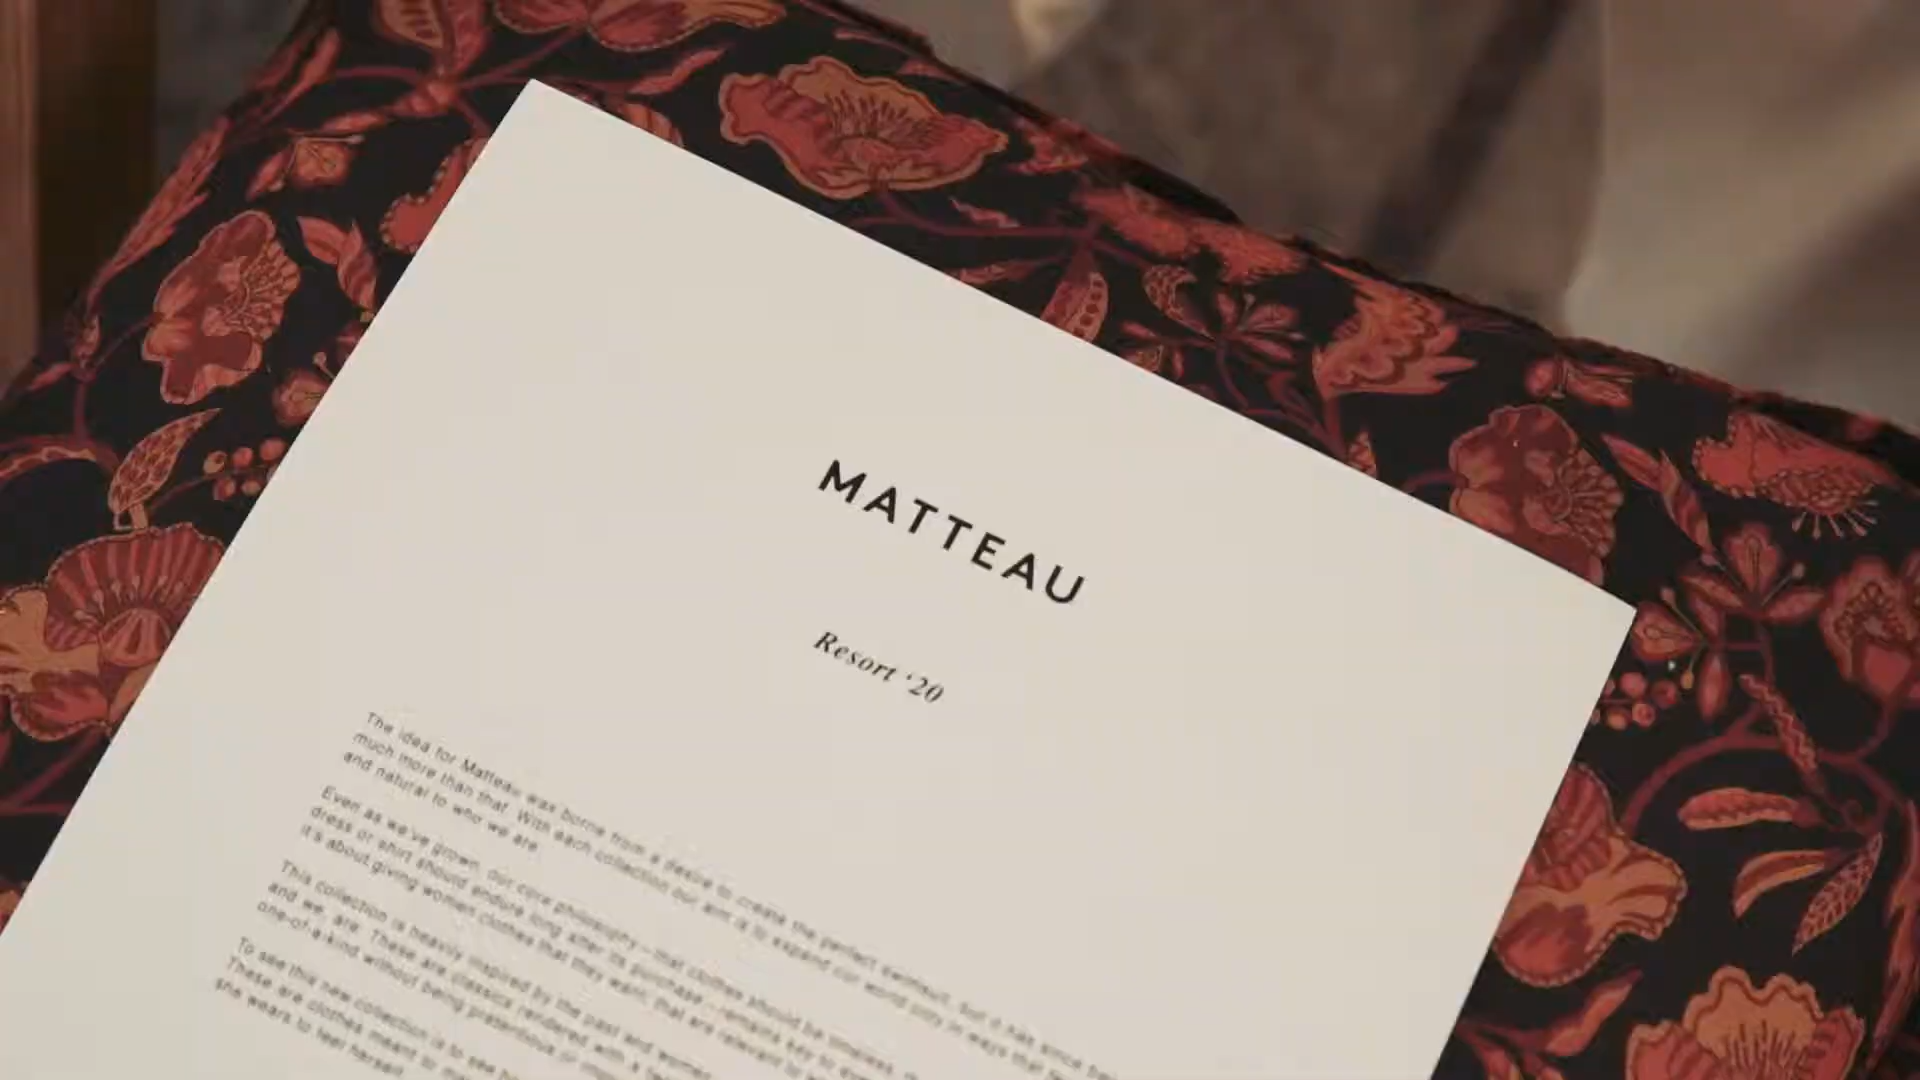 MATTEAU
Resort ‘20
The idea for Matteau was borne from a desire to create the perfect swimsuit, but it has since
much more than that. With each collection our aim is to expand our world only in ways that
and natural to who we are.
Even as we've grown, our core philosophy – that clothes should be timeless,
dress or shirt should endure long after its purchase – remains key to
it's about giving women clothes that they want, that are relevant to
This collection is heavily inspired by the past and women
and we, are. These are classics rendered with a
one-of-a-kind without being pretentious or
To see this new collection is to see
These are clothes meant to
she wears to feel herself.